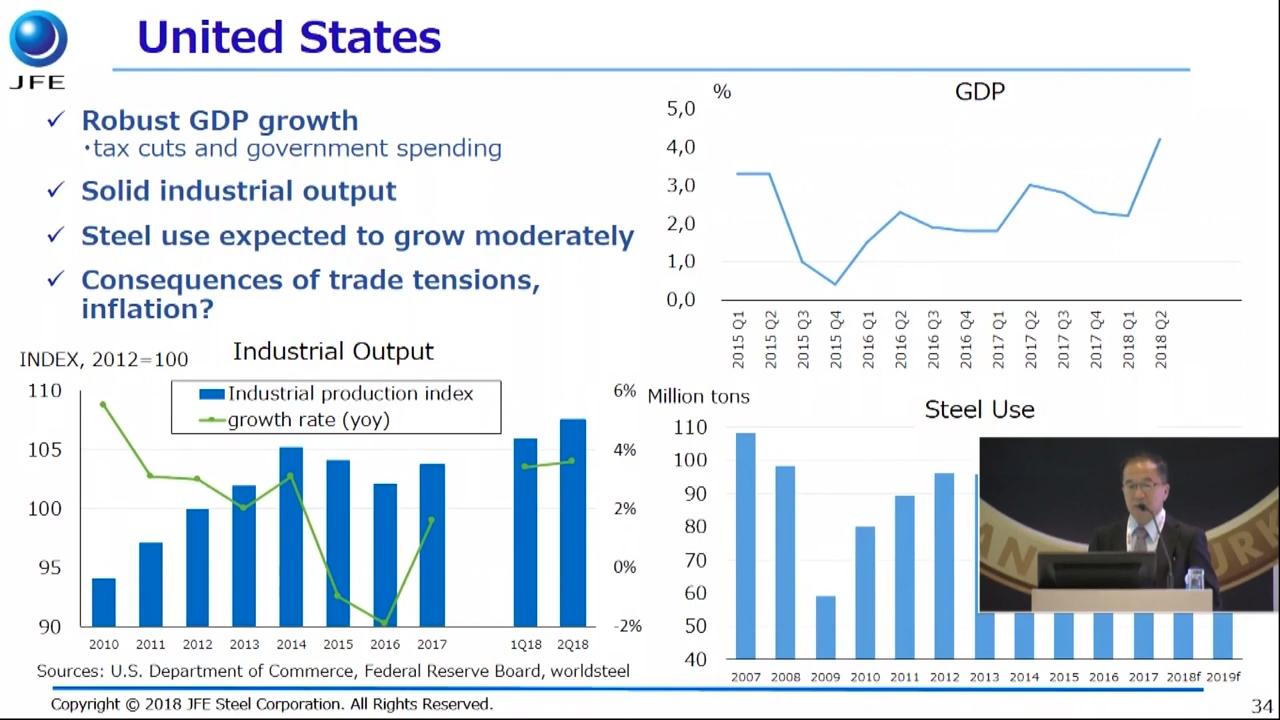 JFE
United States
✓ Robust GDP growth
・tax cuts and government spending
✓ Solid industrial output
✓ Steel use expected to grow moderately
✓ Consequences of trade tensions,
inflation?
GDP
%
5,0
4,0
3,0
2,0
1,0
0,0
2015 Q1
2015 Q2
2015 Q3
2015 Q4
2016 Q1
2016 Q2
2016 Q3
2016 Q4
2017 Q1
2017 Q2
2017 Q3
2017 Q4
2018 Q1
2018 Q2
Industrial Output
INDEX, 2012=100
Industrial production index
growth rate (yoy)
110
105
100
95
90
6%
4%
2%
0%
-2%
2010 2011 2012 2013 2014 2015 2016 2017 1Q18 2Q18
Steel Use
Million tons
110
100
90
80
70
60
50
40
2007 2008 2009 2010 2011 2012 2013 2014 2015 2016 2017 2018f 2019f
Sources: U.S. Department of Commerce, Federal Reserve Board, worldsteel
Copyright © 2018 JFE Steel Corporation. All Rights Reserved.
34